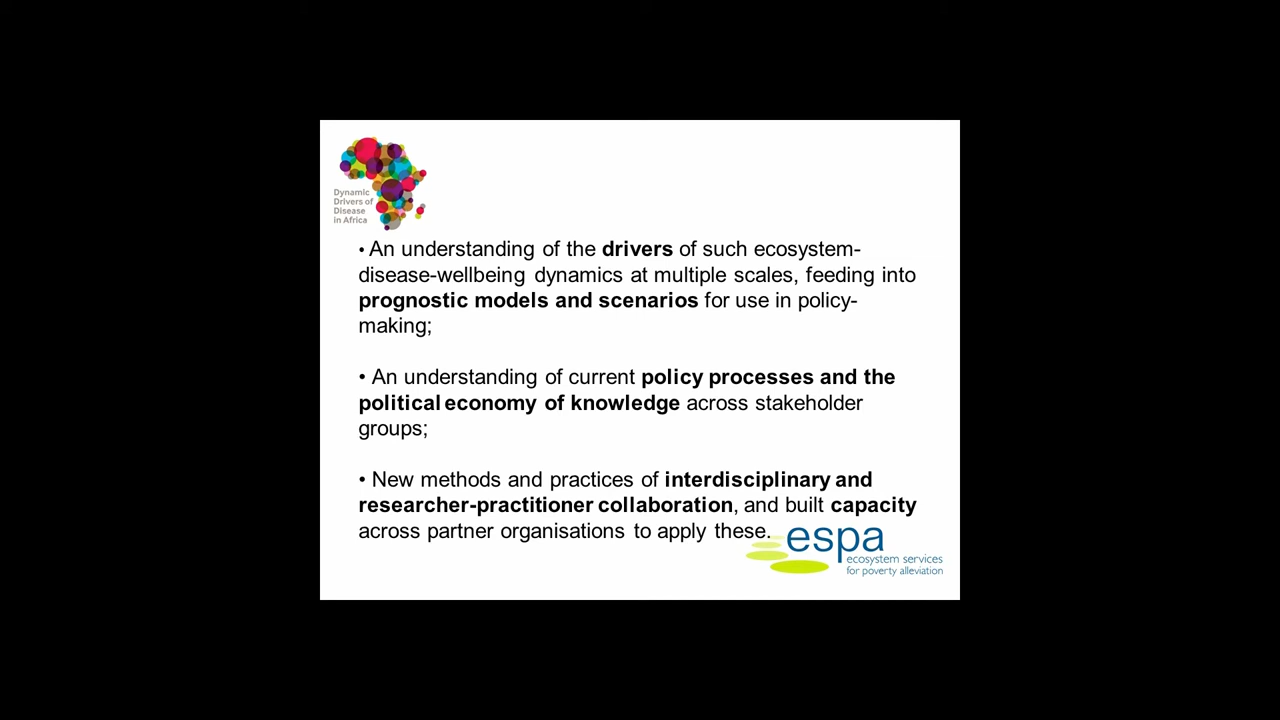 Dynamic
Drivers of
Disease
in Africa
• An understanding of the drivers of such ecosystem-
disease-wellbeing dynamics at multiple scales, feeding into
prognostic models and scenarios for use in policy-
making;
• An understanding of current policy processes and the
political economy of knowledge across stakeholder
groups;
• New methods and practices of interdisciplinary and
researcher-practitioner collaboration, and built capacity
across partner organisations to apply these.
espa
ecosystem services
for poverty alleviation